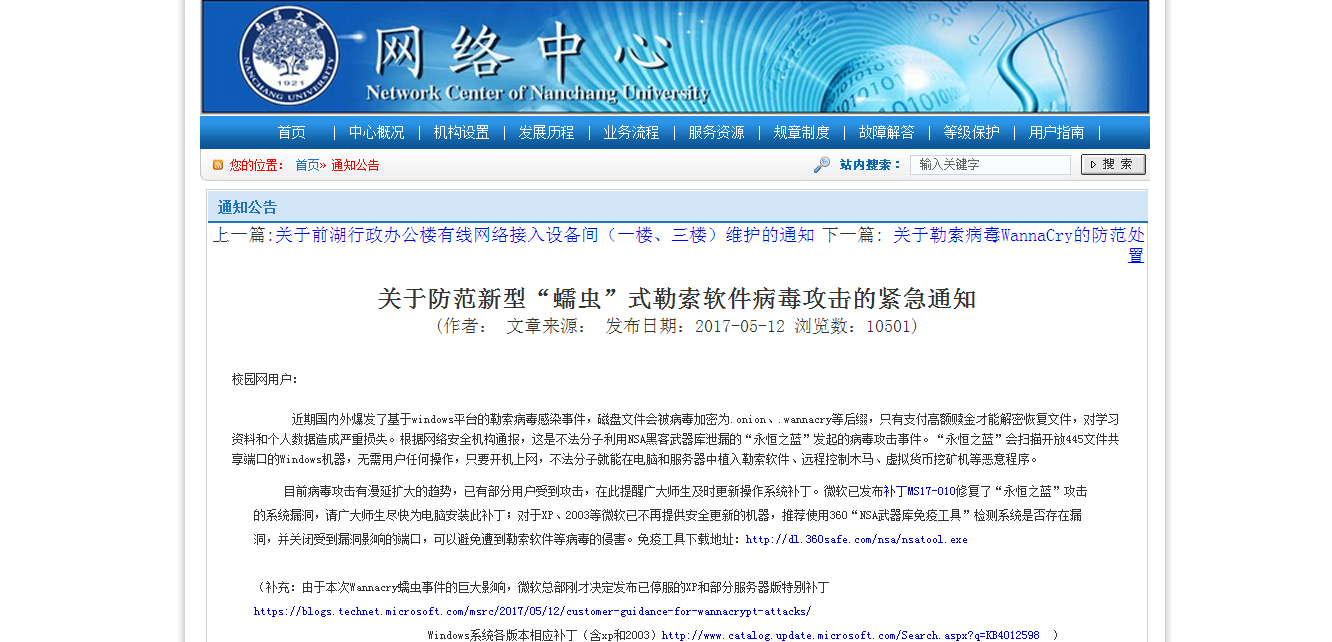 NANCHANG UNIVERSITY
1921
网络中心
Network Center of Nanchang University
首页 | 中心概况 | 机构设置 | 发展历程 | 业务流程 | 服务资源 | 规章制度 | 故障解答 | 等级保护 | 用户指南 |
您的位置： 首页» 通知公告 站内搜索： 输入关键字 搜 索
通知公告
上一篇:关于前湖行政办公楼有线网络接入设备间（一楼、三楼）维护的通知 下一篇: 关于勒索病毒WannaCry的防范处
置
关于防范新型“蠕虫”式勒索软件病毒攻击的紧急通知
(作者： 文章来源： 发布日期：2017-05-12 浏览数：10501)
校园网用户：
近期国内外爆发了基于windows平台的勒索病毒感染事件，磁盘文件会被病毒加密为.onion、.wannacry等后缀，只有支付高额赎金才能解密恢复文件，对学习
资料和个人数据造成严重损失。根据网络安全机构通报，这是不法分子利用NSA黑客武器库泄漏的“永恒之蓝”发起的病毒攻击事件。“永恒之蓝”会扫描开放445文件共
享端口的Windows机器，无需用户任何操作，只要开机上网，不法分子就能在电脑和服务器中植入勒索软件、远程控制木马、虚拟货币挖矿机等恶意程序。
目前病毒攻击有漫延扩大的趋势，已有部分用户受到攻击，在此提醒广大师生及时更新操作系统补丁。微软已发布补丁MS17-010修复了“永恒之蓝”攻击
的系统漏洞，请广大师生尽快为电脑安装此补丁；对于XP、2003等微软已不再提供安全更新的机器，推荐使用360“NSA武器库免疫工具”检测系统是否存在漏
洞，并关闭受到漏洞影响的端口，可以避免遭到勒索软件等病毒的侵害。免疫工具下载地址：http://dl.360safe.com/nsa/nsatool.exe
（补充：由于本次Wannacry蠕虫事件的巨大影响，微软总部刚才决定发布已停服的XP和部分服务器版特别补丁
https://blogs.technet.microsoft.com/msrc/2017/05/12/customer-guidance-for-wannacrypt-attacks/
Windows系统各版本相应补丁（含xp和2003）http://www.catalog.update.microsoft.com/Search.aspx?q=KB4012598 ）